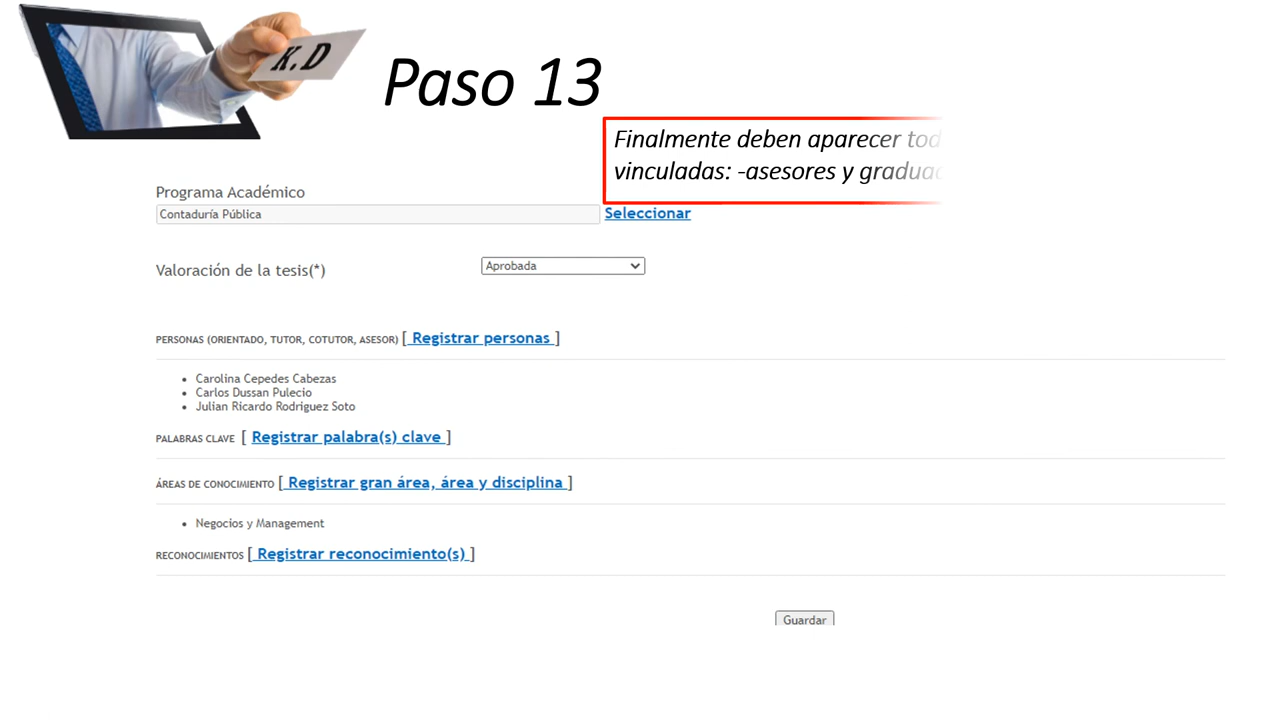 K.D
Paso 13
Finalmente deben aparecer
vinculadas: -asesores y
Programa Académico
Contaduría Pública
Seleccionar
Valoración de la tesis(*)
Aprobada
PERSONAS (ORIENTADO, TUTOR, COTUTOR, ASESOR) [ Registrar personas ]
Carolina Cepedes Cabezas
Carlos Dussan Pulecio
Julian Ricardo Rodriguez Soto
PALABRAS CLAVE [ Registrar palabra(s) clave ]
ÁREAS DE CONOCIMIENTO [ Registrar gran área, área y disciplina ]
Negocios y Management
RECONOCIMIENTOS [ Registrar reconocimiento(s) ]
Guardar